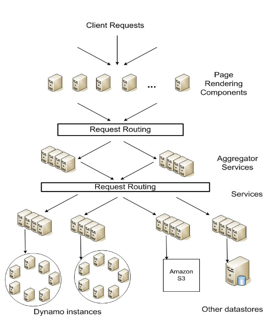 Client Requests
Page
Rendering
Components
...
Request Routing
Aggregator
Services
Request Routing
Services
Amazon
S3
Dynamo instances
Other datastores